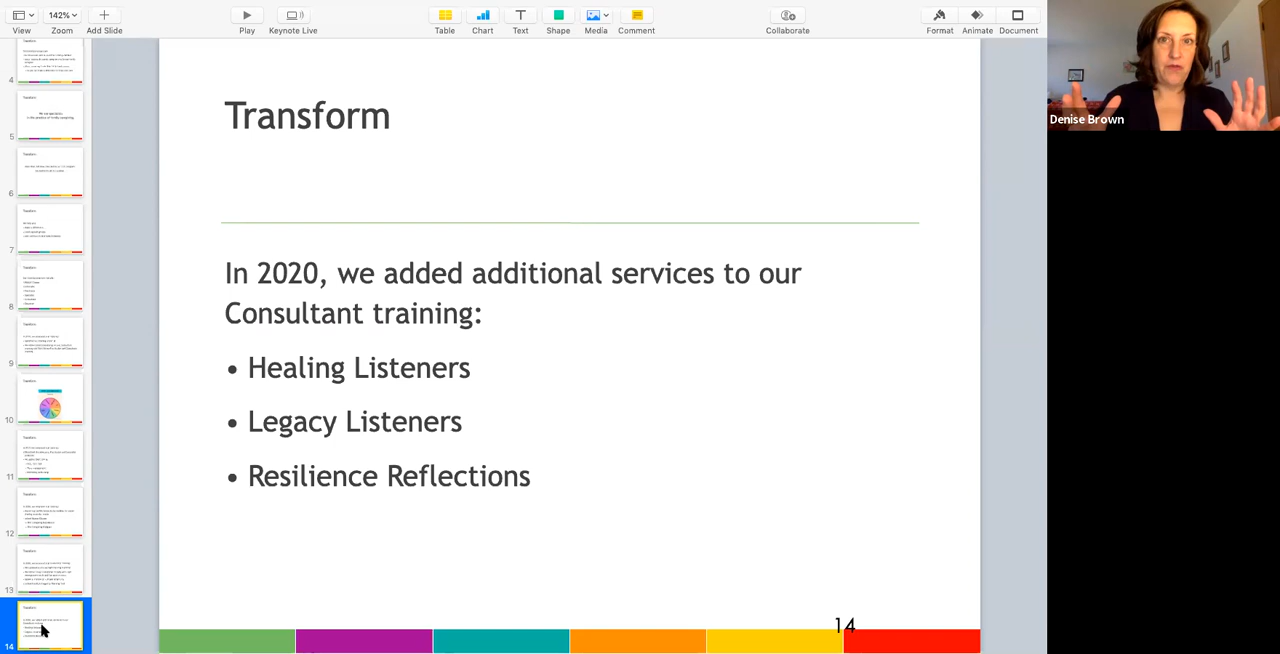 142%
View
Zoom
Add Slide
Play
Keynote Live
Table
Chart
Text
Shape
Media
Comment
Collaborate
Format
Animate
Document
4
5
6
7
8
9
10
11
12
13
14
Transform
In 2020, we added additional services to our
Consultant training:
• Healing Listeners
• Legacy Listeners
• Resilience Reflections
14
Denise Brown